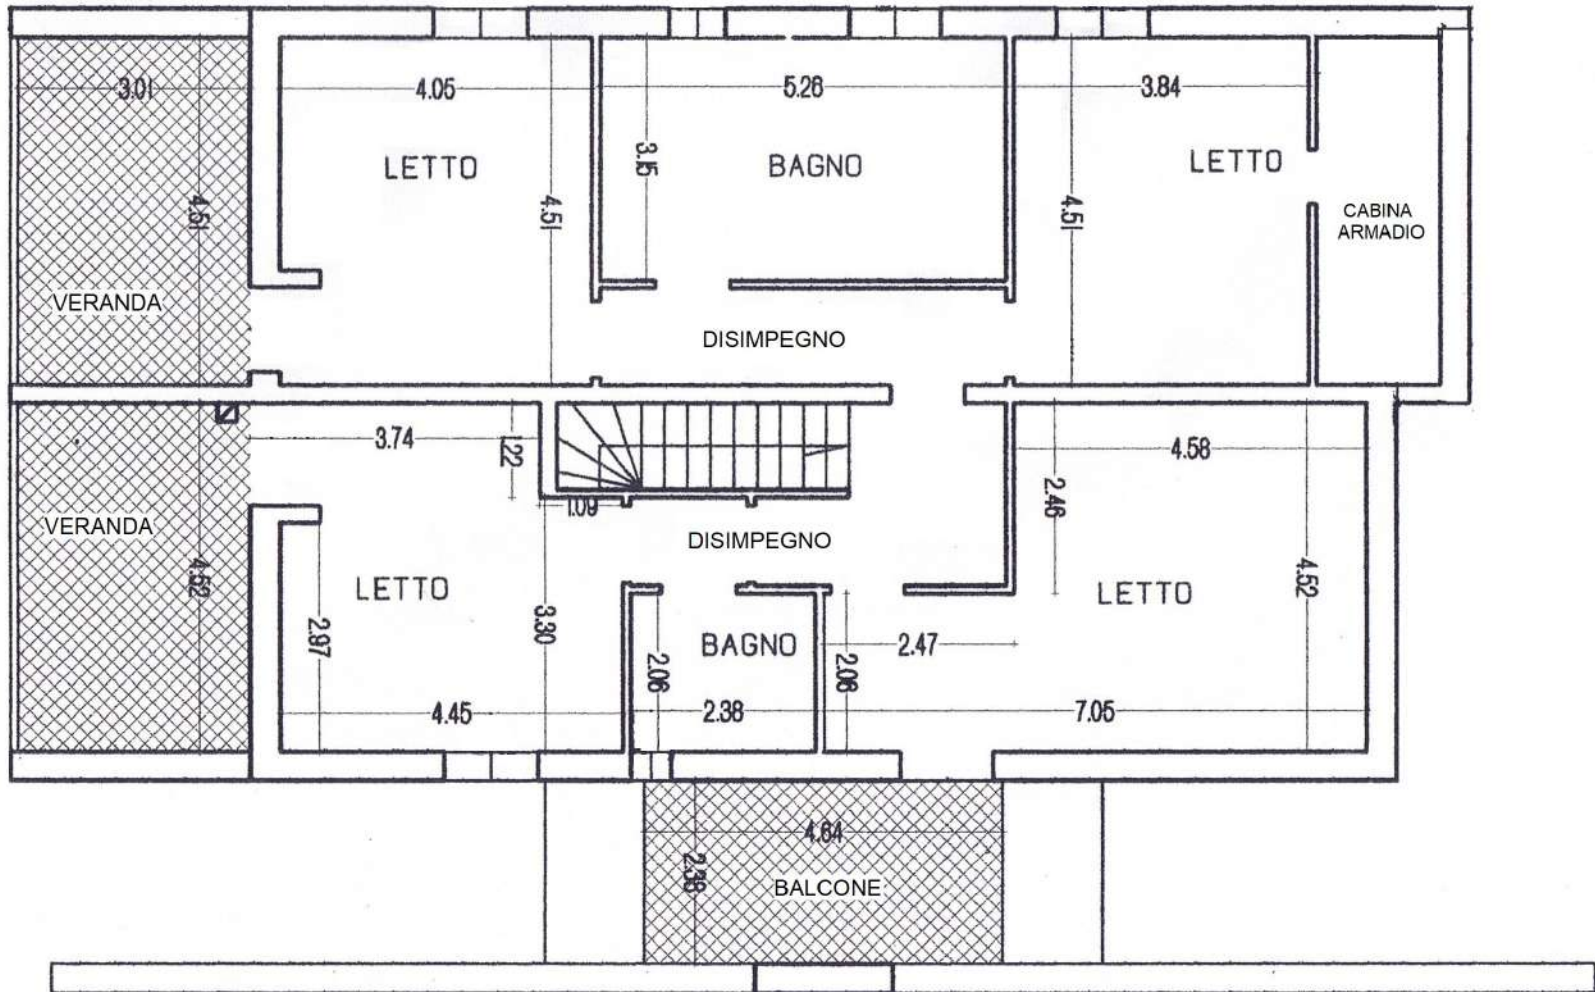 3.01
4.05
5.26
3.84
LETTO
3.15
BAGNO
LETTO
4.51
4.51
4.51
CABINA
ARMADIO
VERANDA
DISIMPEGNO
3.74
1.22
4.58
2.46
1.09
VERANDA
DISIMPEGNO
4.52
LETTO
3.30
LETTO
4.52
2.97
BAGNO
2.06
2.06
2.47
4.45
2.38
7.05
4.64
2.38
BALCONE